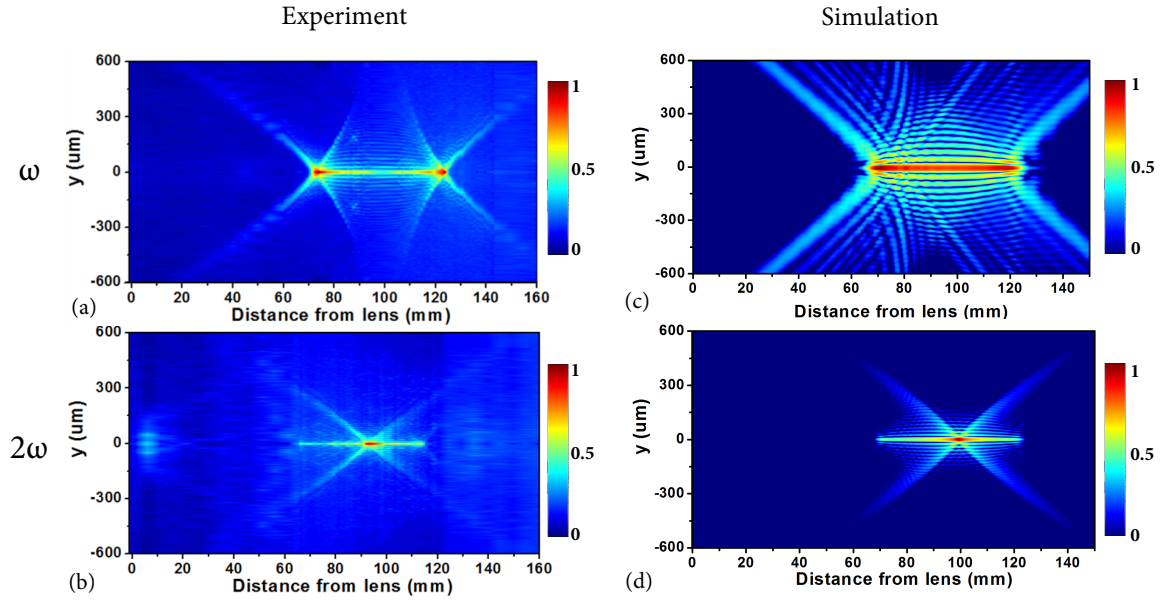 Experiment
Simulation
ω
y (um)
600
300
0
-300
-600
0 20 40 60 80 100 120 140 160
Distance from lens (mm)
1
0.5
0
(a)
y (um)
600
300
0
-300
-600
0 20 40 60 80 100 120 140
Distance from lens (mm)
1
0.5
0
(c)
2ω
y (um)
600
300
0
-300
-600
0 20 40 60 80 100 120 140 160
Distance from lens (mm)
1
0.5
0
(b)
y (um)
600
300
0
-300
-600
0 20 40 60 80 100 120 140
Distance from lens (mm)
1
0.5
0
(d)